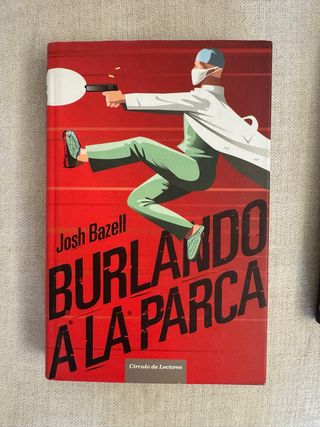 Josh Bazell
BURLANDO
A LA PARCA
Círculo de Lectores